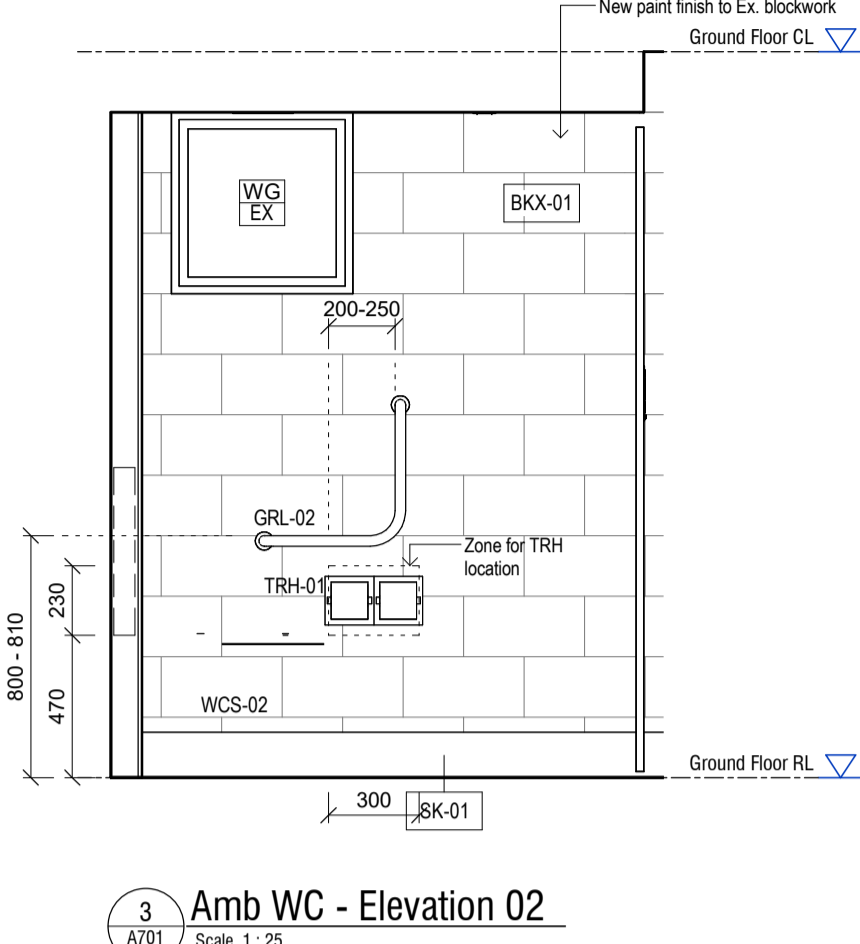 New paint finish to Ex. blockwork
Ground Floor CL
WG
EX
BKX-01
200-250
GRL-02
Zone for TRH
location
TRH-01
230
800 - 810
470
WCS-02
Ground Floor RL
300
SK-01
3
Amb WC - Elevation 02
A701
Scale 1 : 25